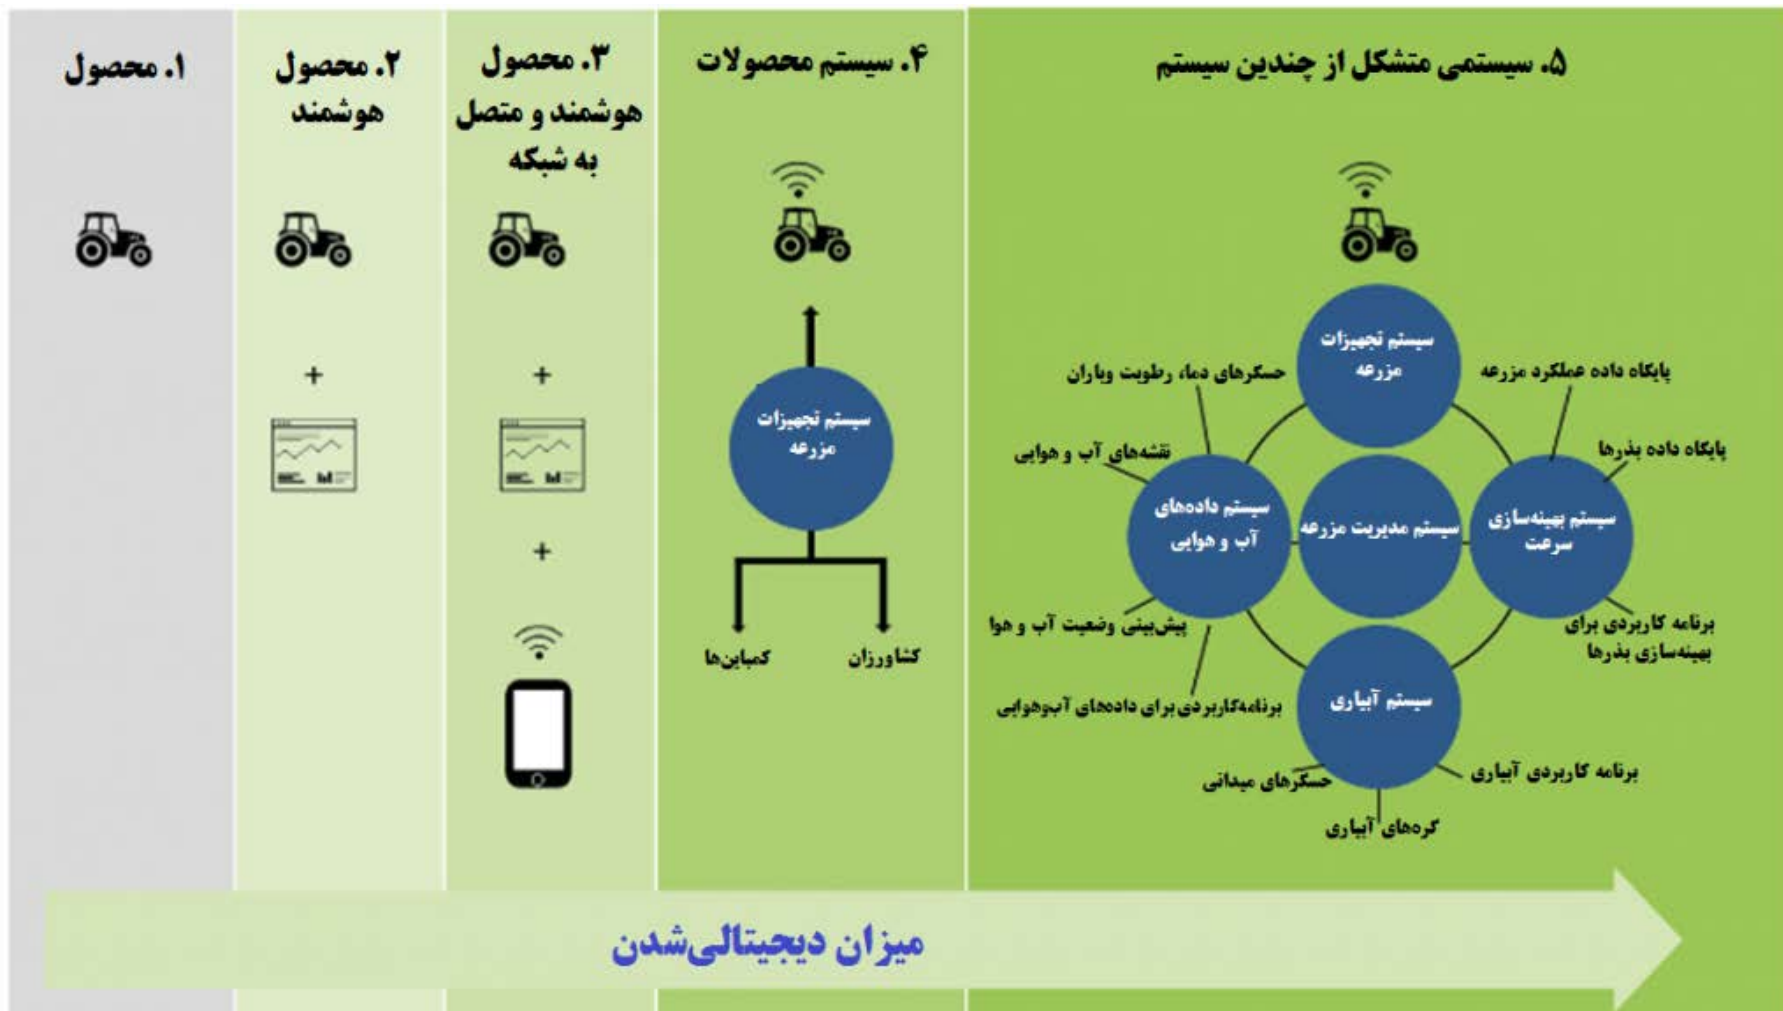 ۱. محصول
۲. محصول
هوشمند
۳. محصول
هوشمند و متصل
به شبکه
۴. سیستم محصولات
سیستم تجهیزات
مزرعه
کمباین‌ها
کشاورزان
۵. سیستمی متشکل از چندین سیستم
سیستم تجهیزات
مزرعه
حسگرهای دما، رطوبت وباران
پایگاه داده عملکرد مزرعه
نقشه‌های آب و هوایی
پایگاه داده بذرها
سیستم داده‌های
آب و هوایی
سیستم مدیریت مزرعه
سیستم بهینه‌سازی
سرعت
پیش‌بینی وضعیت آب و هوا
برنامه کاربردی برای
بهینه‌سازی بذرها
برنامه‌کاربردی‌برای داده‌های آب‌وهوایی
سیستم آبیاری
حسگرهای میدانی
برنامه کاربردی آبیاری
گره‌های آبیاری
میزان دیجیتالی‌شدن